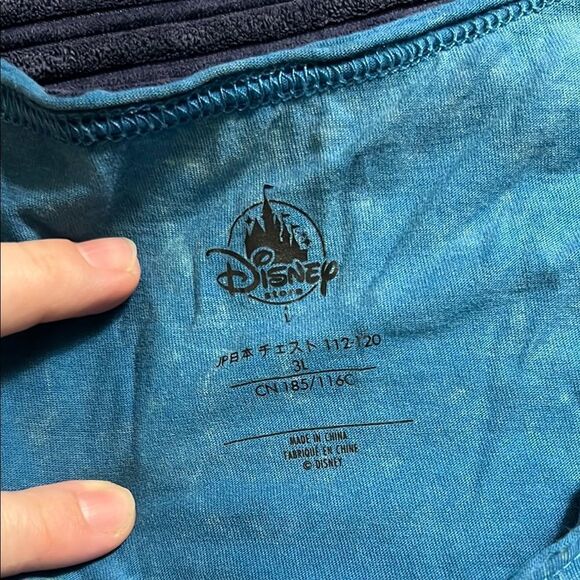 Disney
STORE
L
JP日本 チェスト 112-120
3L
CN 185/116C
MADE IN CHINA
FABRIQUÉ EN CHINE
© DISNEY